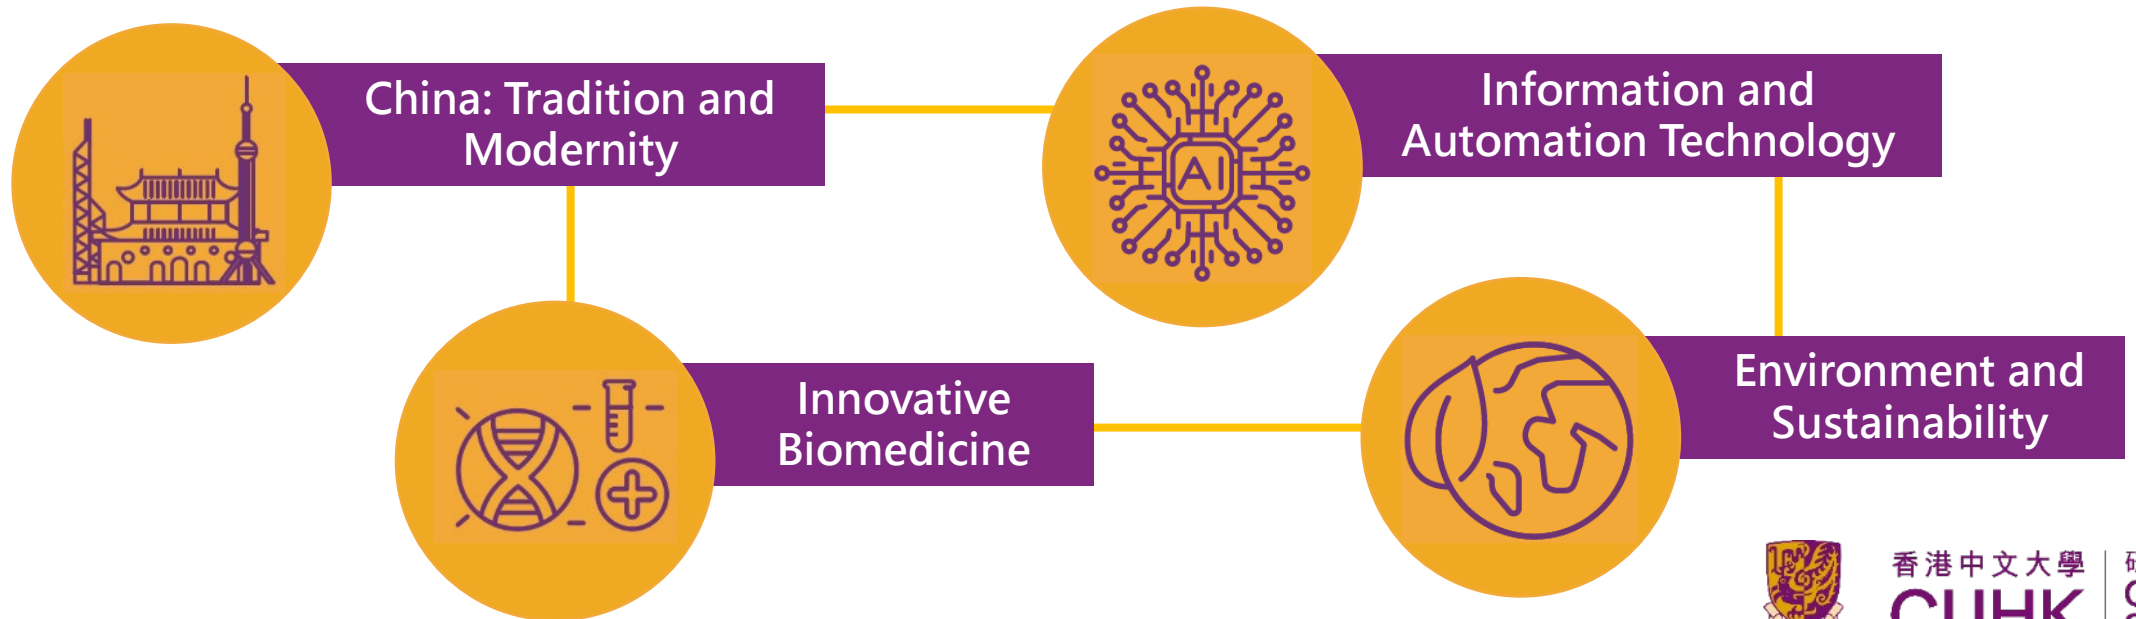 China: Tradition and
Modernity
Information and
Automation Technology
AI
Innovative
Biomedicine
Environment and
Sustainability
香港中文大學
CUHK